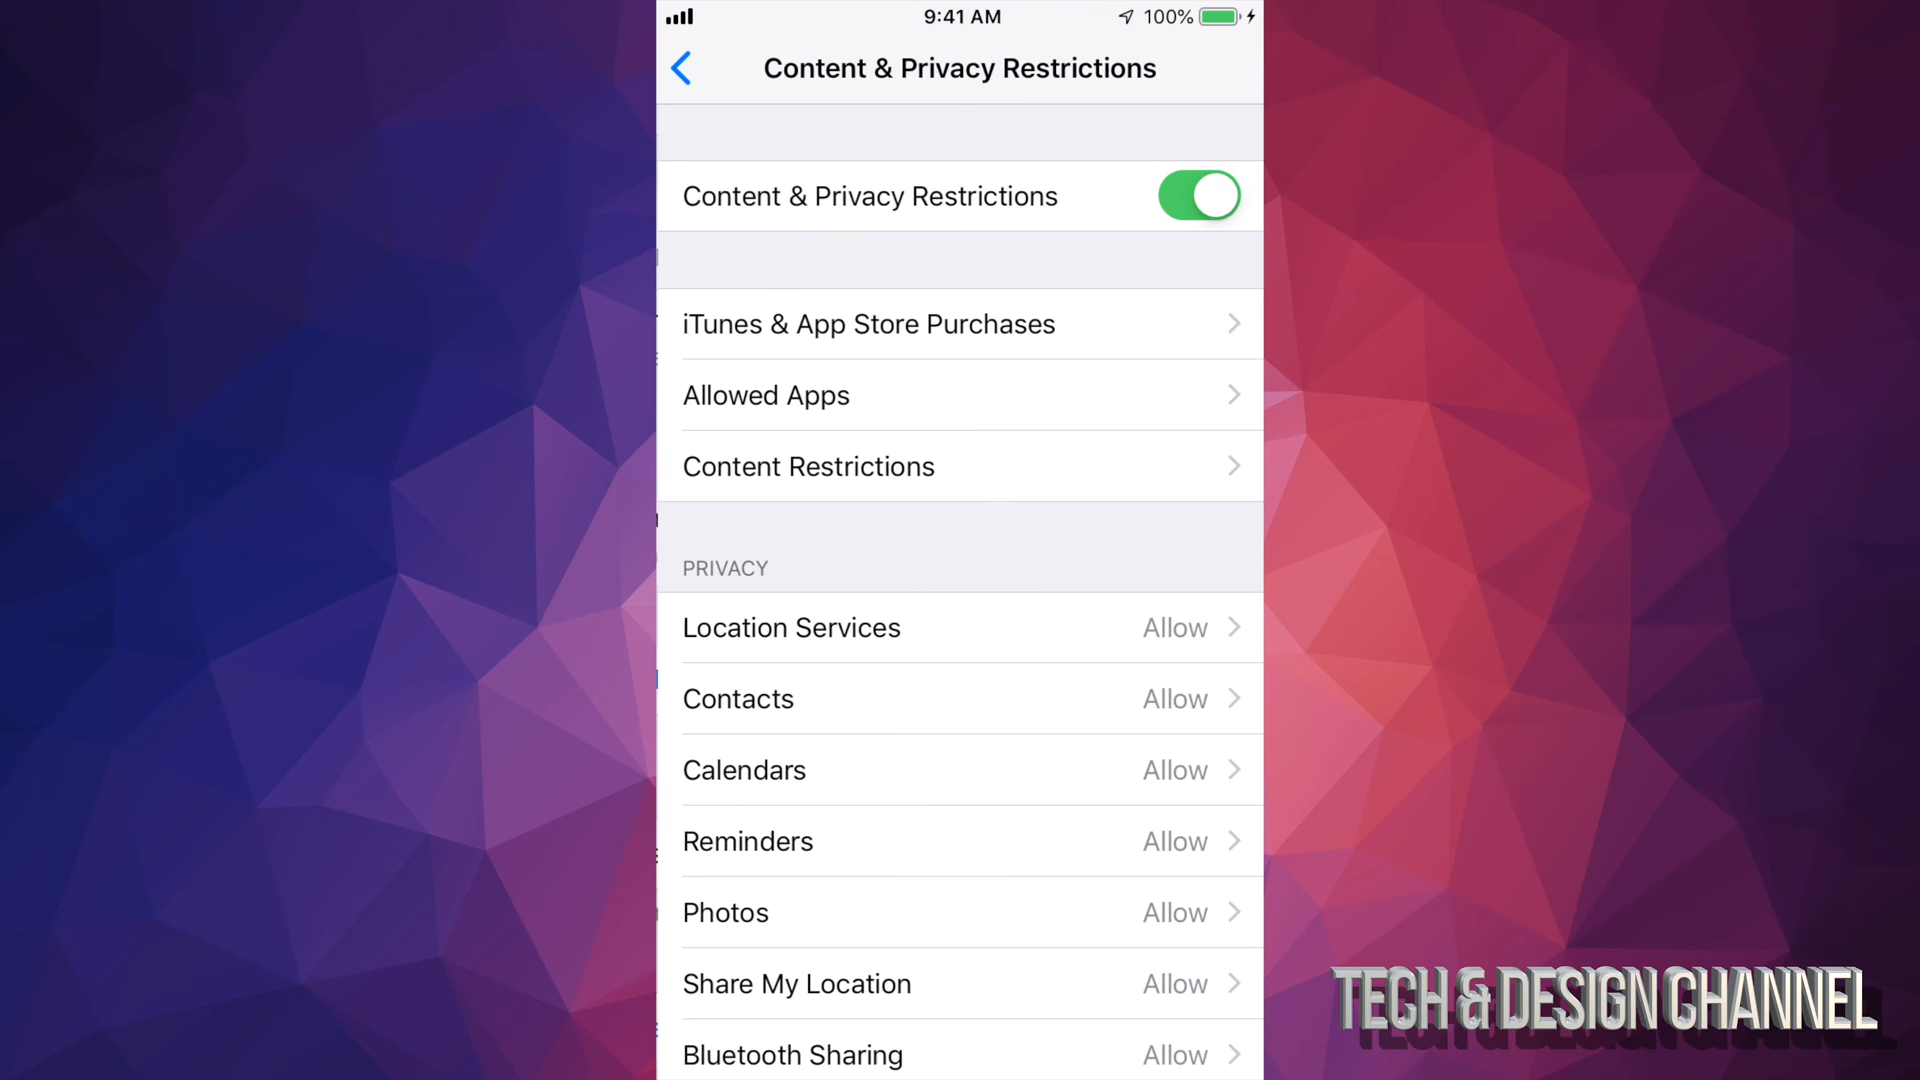 9:41 AM
100%
Content & Privacy Restrictions
Content & Privacy Restrictions
iTunes & App Store Purchases
Allowed Apps
Content Restrictions
PRIVACY
Location Services Allow
Contacts Allow
Calendars Allow
Reminders Allow
Photos Allow
Share My Location Allow
Bluetooth Sharing Allow
TECH & DESIGN CHANNEL